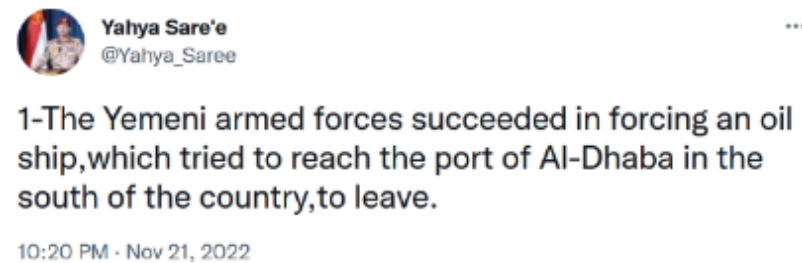 Yahya Sare'e
@Yahya_Saree
1-The Yemeni armed forces succeeded in forcing an oil
ship,which tried to reach the port of Al-Dhaba in the
south of the country,to leave.
10:20 PM · Nov 21, 2022